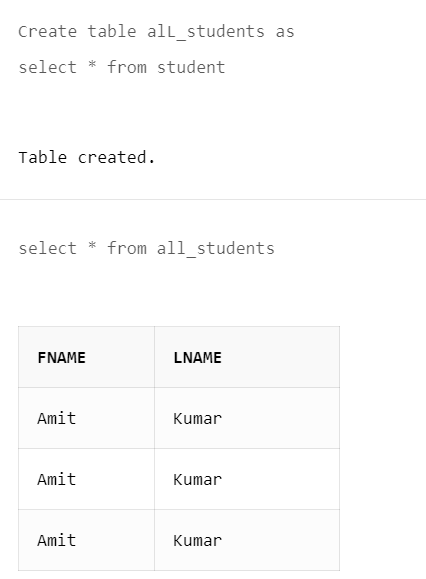 Create table alL_students as
select * from student
Table created.
select * from all_students
FNAME LNAME
Amit Kumar
Amit Kumar
Amit Kumar